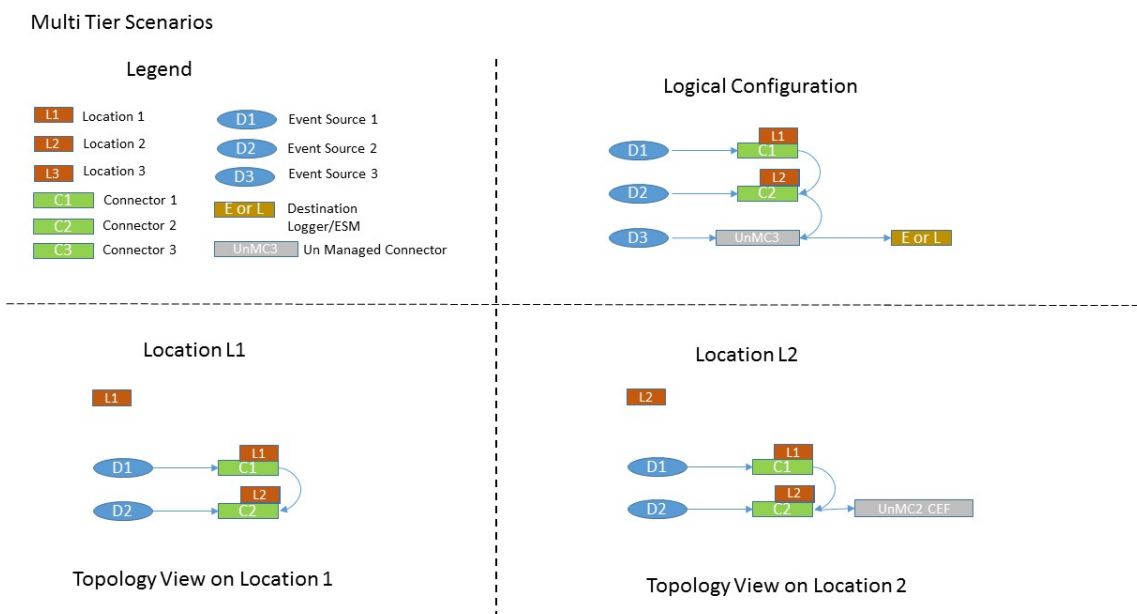 Multi Tier Scenarios
Legend
L1 Location 1
L2 Location 2
L3 Location 3
C1 Connector 1
C2 Connector 2
C3 Connector 3
D1 Event Source 1
D2 Event Source 2
D3 Event Source 3
E or L Destination
Logger/ESM
UnMC3 Un Managed Connector
Logical Configuration
L1
D1 C1
L2
D2 C2
D3 UnMC3 E or L
Location L1
L1
L1
D1 C1
L2
D2 C2
Topology View on Location 1
Location L2
L2
L1
D1 C1
L2
D2 C2 UnMC2 CEF
Topology View on Location 2